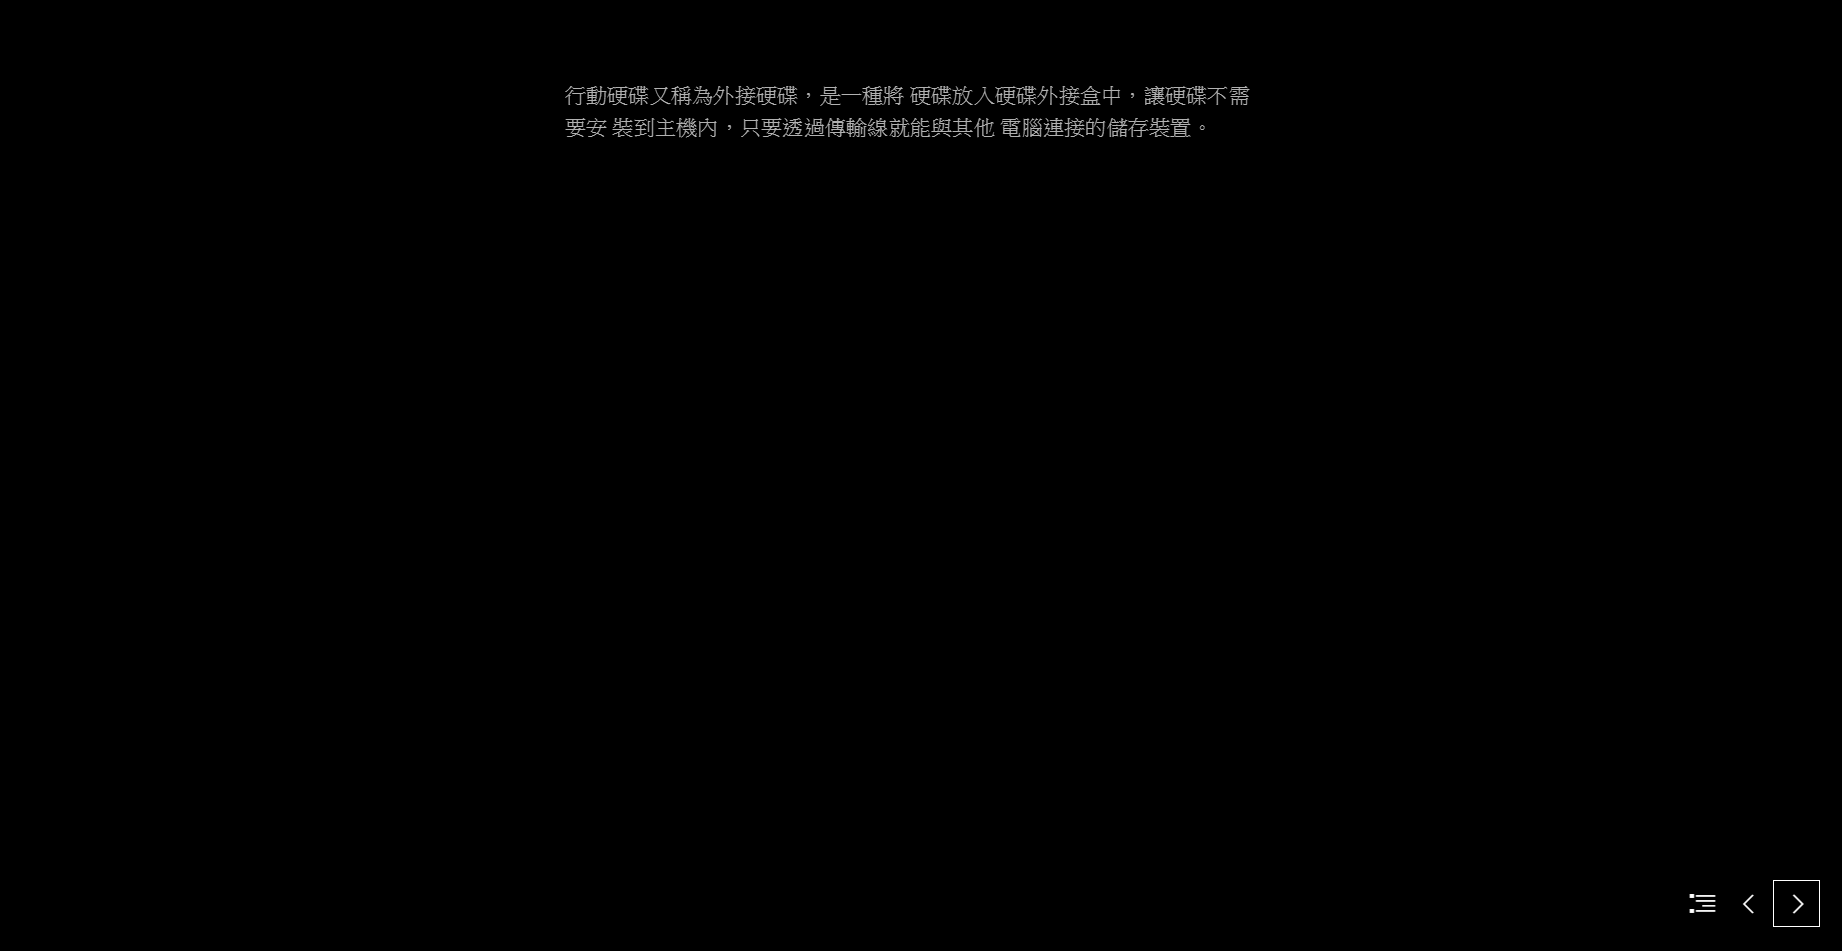 行動硬碟又稱為外接硬碟，是一種將 硬碟放入硬碟外接盒中，讓硬碟不需
要安 裝到主機內，只要透過傳輸線就能與其他 電腦連接的儲存裝置。